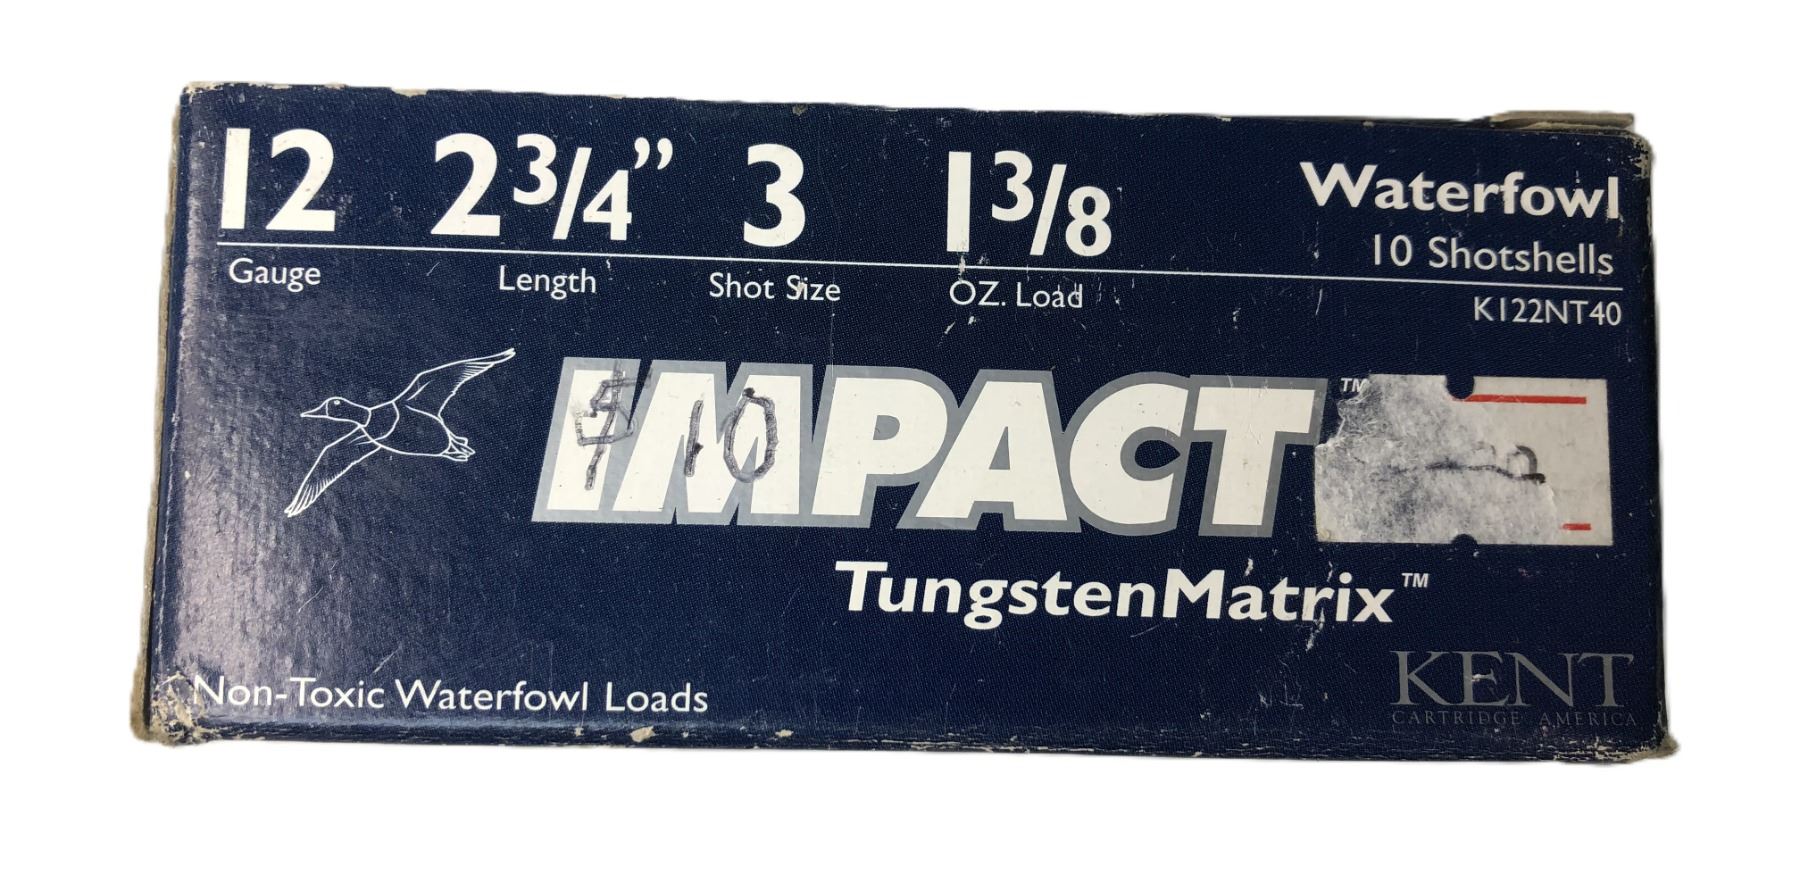 12 2 3/4” 3 1 3/8 Waterfowl
10 Shotshells
Gauge Length Shot Size OZ. Load
K122NT40
IMPACT™
10
TungstenMatrix™
Non-Toxic Waterfowl Loads
KENT
CARTRIDGE AMERICA